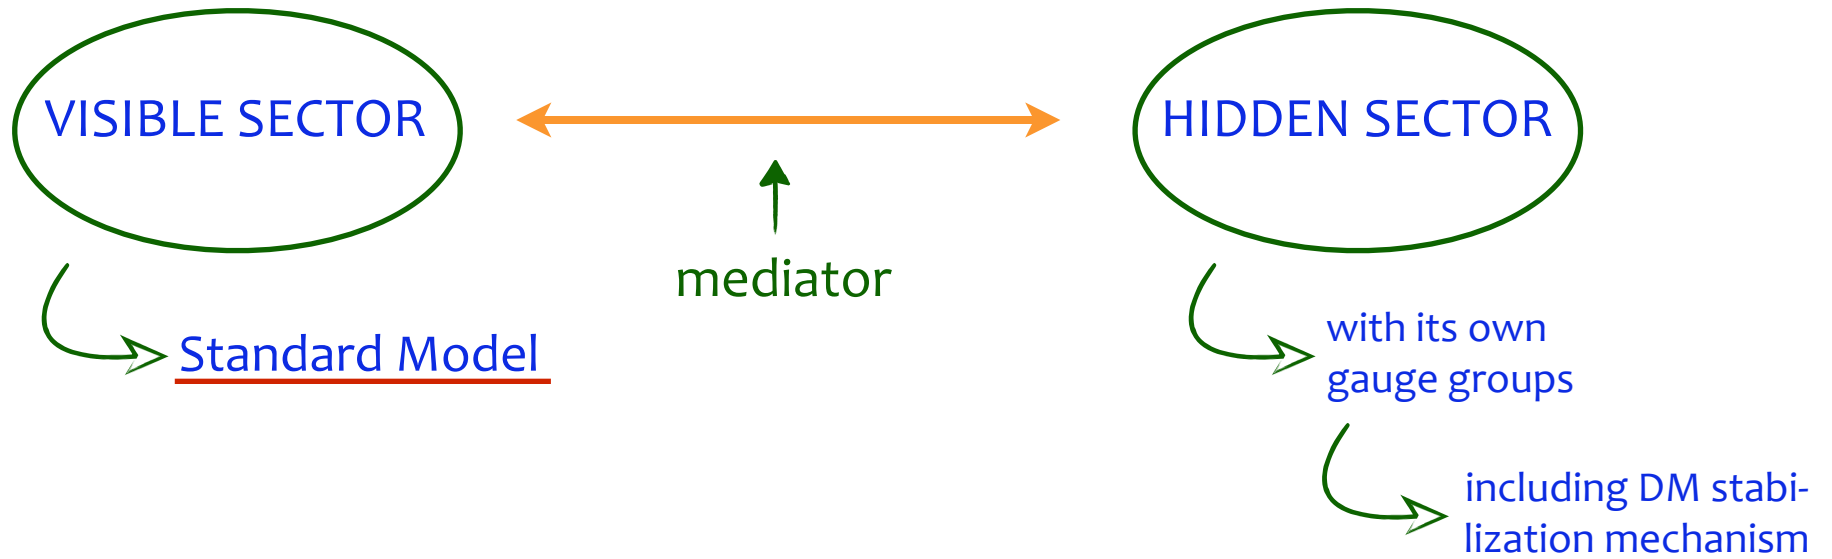 VISIBLE SECTOR
HIDDEN SECTOR
mediator
Standard Model
with its own
gauge groups
including DM stabi-
lization mechanism